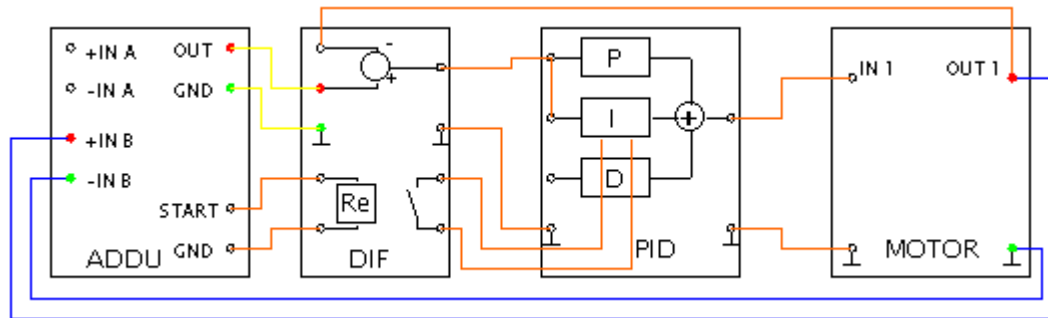 +IN A
OUT
-IN A
GND
+IN B
-IN B
START
GND
ADDU
-
+
Re
DIF
P
I
+
D
PID
IN 1
OUT 1
MOTOR